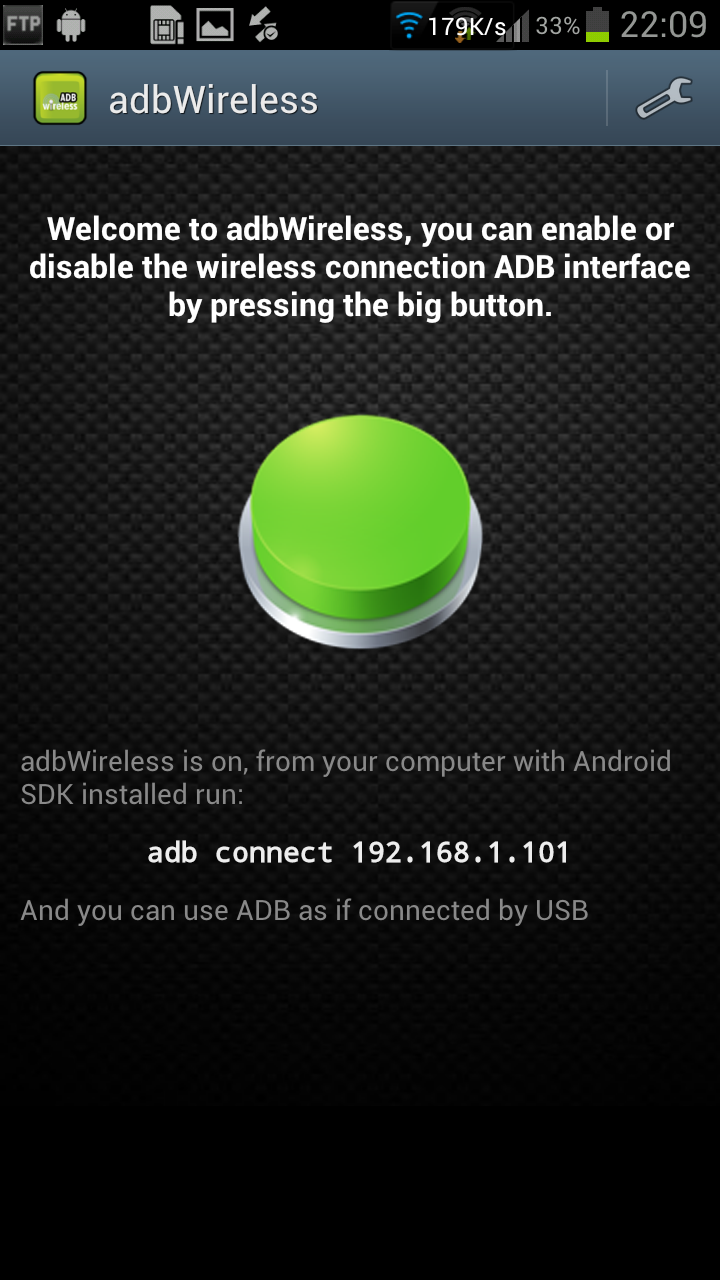 FTP 179K/s 33% 22:09
ADB
wireless
adbWireless
Welcome to adbWireless, you can enable or
disable the wireless connection ADB interface
by pressing the big button.
adbWireless is on, from your computer with Android
SDK installed run:
adb connect 192.168.1.101
And you can use ADB as if connected by USB